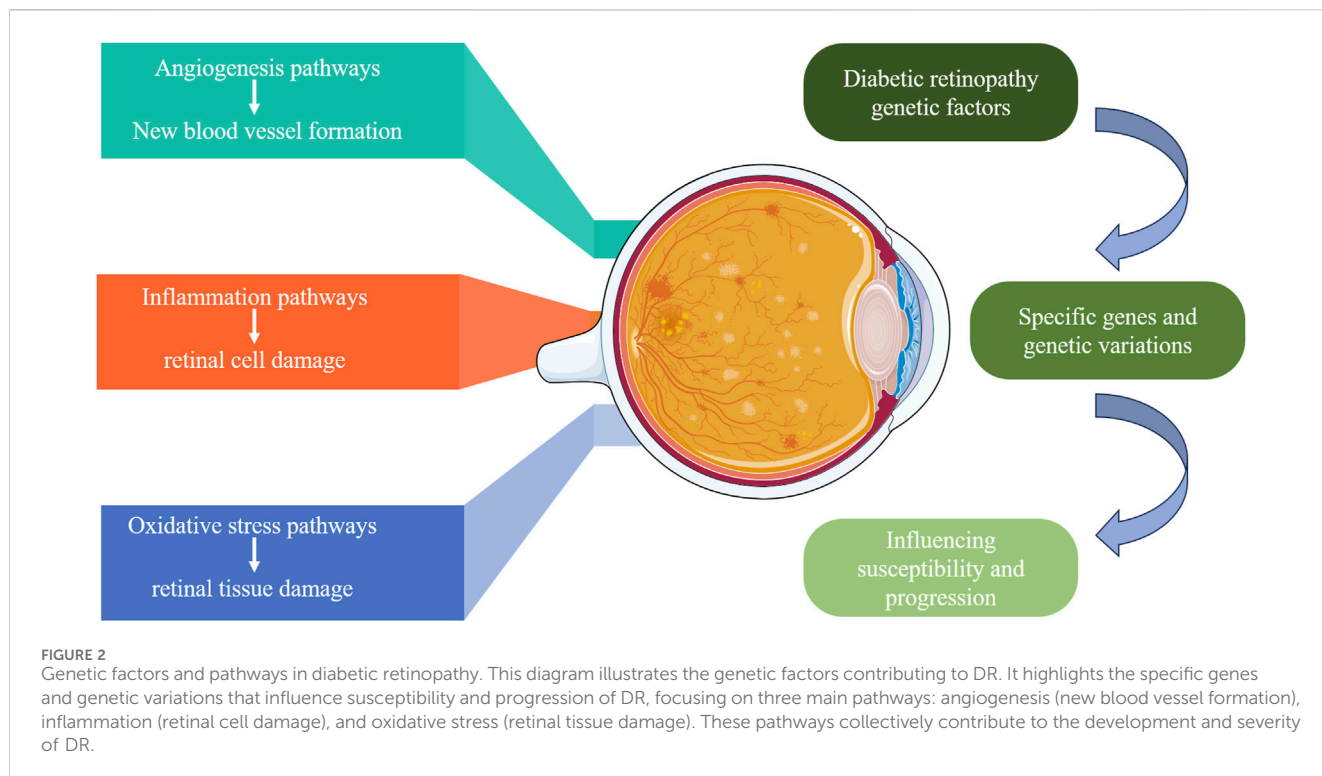 Angiogenesis pathways
New blood vessel formation
Inflammation pathways
retinal cell damage
Oxidative stress pathways
retinal tissue damage
Diabetic retinopathy
genetic factors
Specific genes and
genetic variations
Influencing
susceptibility and
progression
FIGURE 2
Genetic factors and pathways in diabetic retinopathy. This diagram illustrates the genetic factors contributing to DR. It highlights the specific genes
and genetic variations that influence susceptibility and progression of DR, focusing on three main pathways: angiogenesis (new blood vessel formation),
inflammation (retinal cell damage), and oxidative stress (retinal tissue damage). These pathways collectively contribute to the development and severity
of DR.